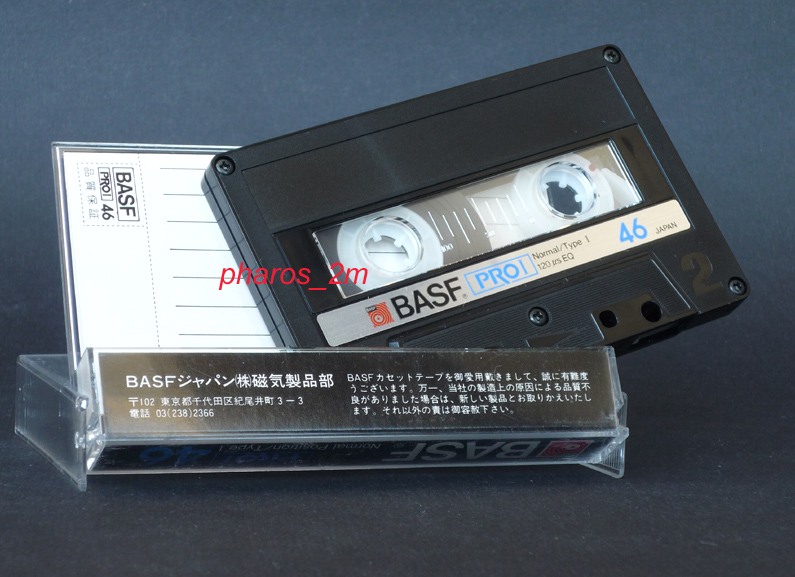 BASF
PRO I 46
品質保証
100
50
pharos_2m
BASF
PRO I
Normal/Type I
120 µs EQ
46
JAPAN
2
BASFジャパン㈱磁気製品部
〒102 東京都千代田区紀尾井町3-3
電話 03(238)2366
BASFカセットテープを御愛用戴きまして、誠に有難度
うございます。万一、当社の製造上の原因による品質不
良がありました場合は、新しい製品とお取りかえいたし
ます。それ以外の責は御容赦下さい。
BASF
Normal Position/Type I
46